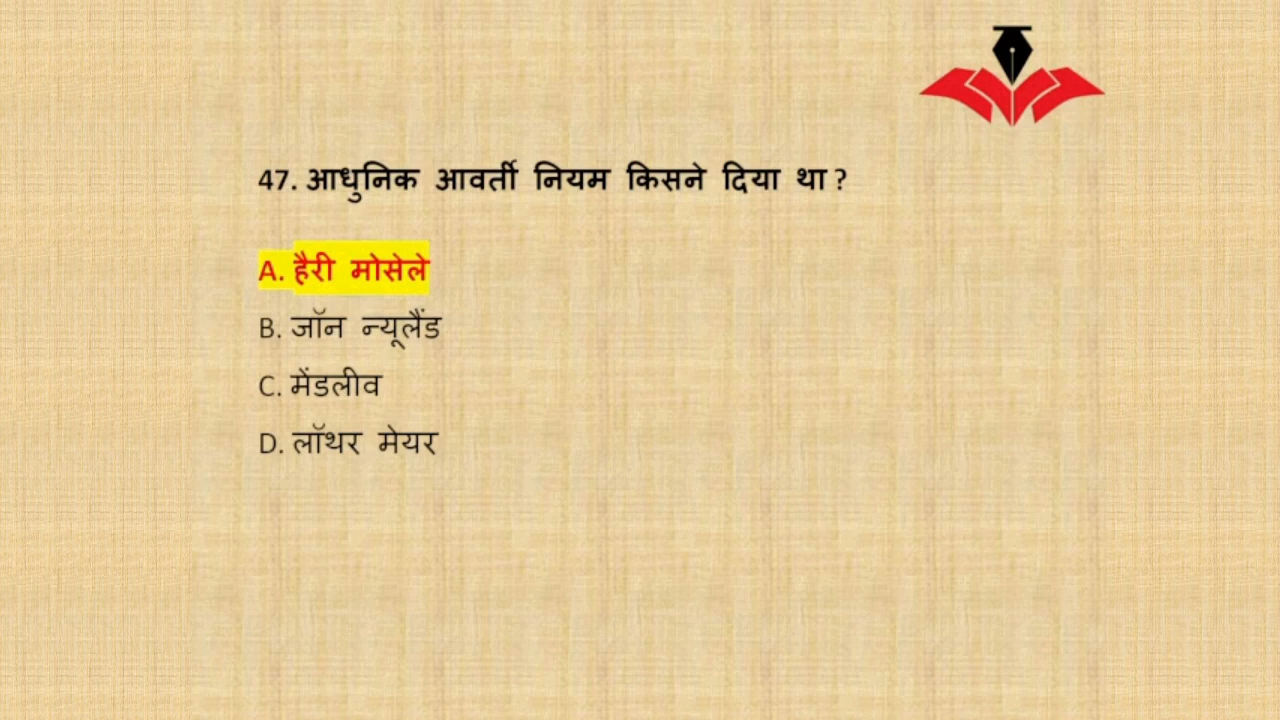 47. आधुनिक आवर्ती नियम किसने दिया था ?
A. हैरी मोसेले
B. जॉन न्यूलैंड
C. मेंडलीव
D. लॉथर मेयर